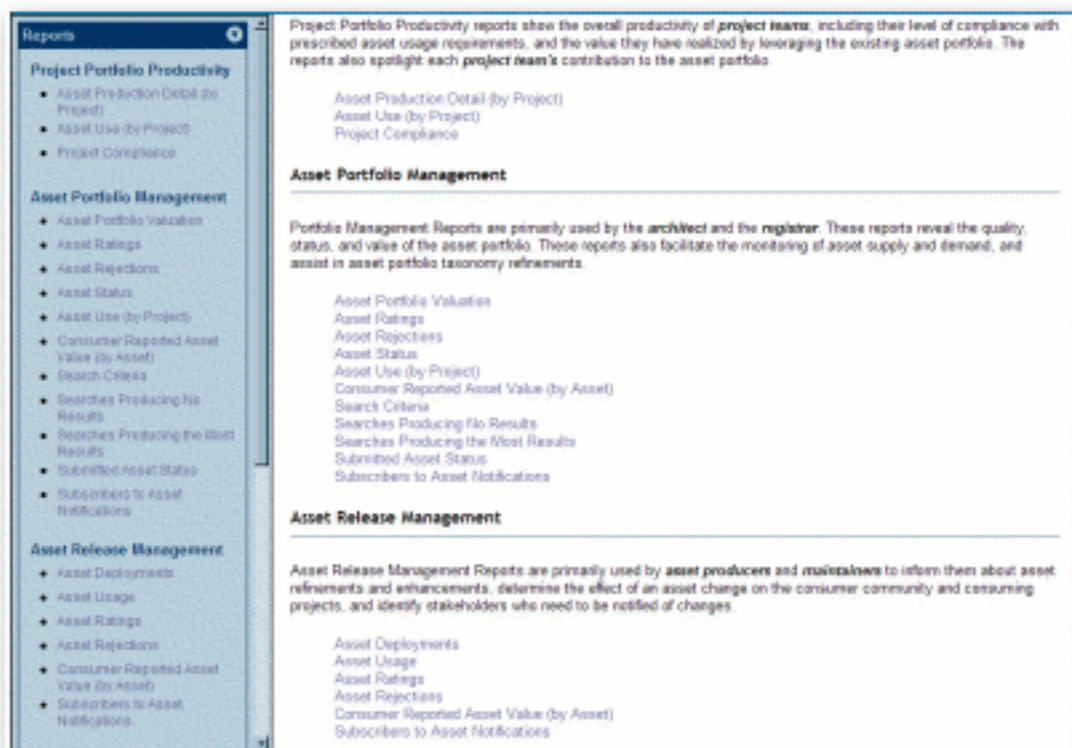 Reports
Project Portfolio Productivity
Asset Production Detail (by
Project)
Asset Use (by Project)
Project Compliance
Asset Portfolio Management
Asset Portfolio Valuation
Asset Ratings
Asset Rejections
Asset Status
Asset Use (by Project)
Consumer Reported Asset
Value (by Asset)
Search Criteria
Searches Producing No
Results
Searches Producing the Most
Results
Submitted Asset Status
Subscribers to Asset
Notifications
Asset Release Management
Asset Deployments
Asset Usage
Asset Ratings
Asset Rejections
Consumer Reported Asset
Value (by Asset)
Subscribers to Asset
Notifications
Project Portfolio Productivity reports show the overall productivity of project teams, including their level of compliance with
prescribed asset usage requirements, and the value they have realized by leveraging the existing asset portfolio. The
reports also spotlight each project team's contribution to the asset portfolio.
Asset Production Detail (by Project)
Asset Use (by Project)
Project Compliance
Asset Portfolio Management
Portfolio Management Reports are primarily used by the architect and the registrar. These reports reveal the quality,
status, and value of the asset portfolio. These reports also facilitate the monitoring of asset supply and demand, and
assist in asset portfolio taxonomy refinements.
Asset Portfolio Valuation
Asset Ratings
Asset Rejections
Asset Status
Asset Use (by Project)
Consumer Reported Asset Value (by Asset)
Search Criteria
Searches Producing No Results
Searches Producing the Most Results
Submitted Asset Status
Subscribers to Asset Notifications
Asset Release Management
Asset Release Management Reports are primarily used by asset producers and maintainers to inform them about asset
refinements and enhancements, determine the effect of an asset change on the consumer community and consuming
projects, and identify stakeholders who need to be notified of changes.
Asset Deployments
Asset Usage
Asset Ratings
Asset Rejections
Consumer Reported Asset Value (by Asset)
Subscribers to Asset Notifications